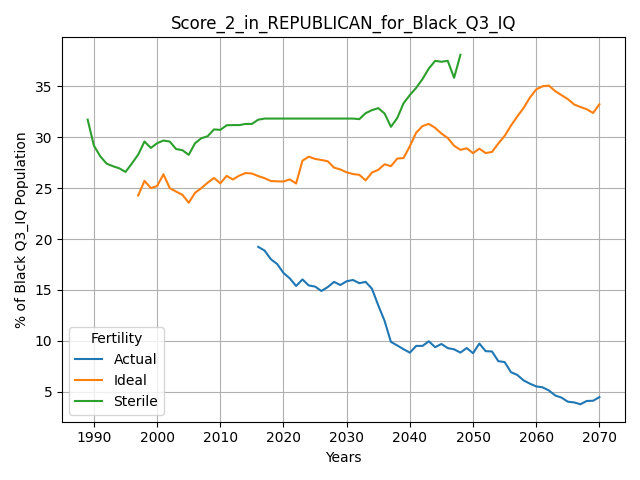 Score_2_in_REPUBLICAN_for_Black_Q3_IQ
% of Black Q3_IQ Population
35
30
25
20
15
10
5
Fertility
Actual
Ideal
Sterile
1990 2000 2010 2020 2030 2040 2050 2060 2070
Years